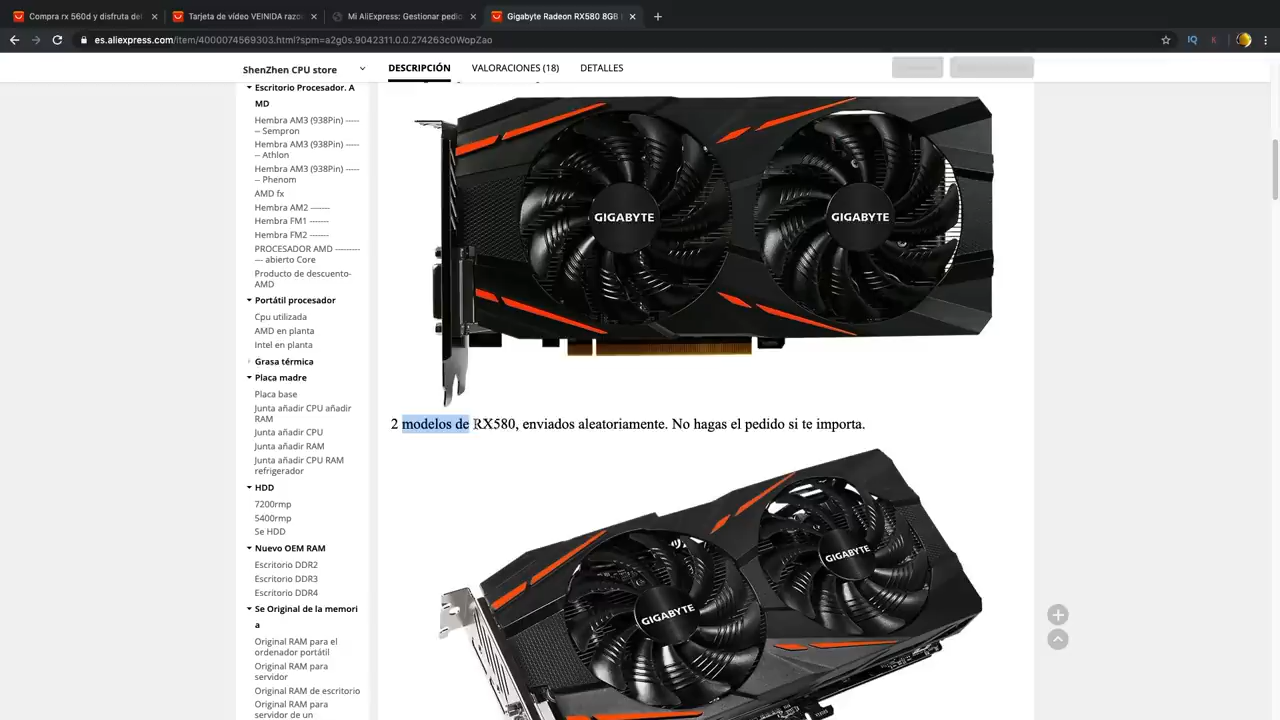 Compra rx 560d y disfruta del
Tarjeta de vídeo VEINIDA razo
Mi AliExpress: Gestionar pedid
Gigabyte Radeon RX580 8GB
es.aliexpress.com/item/4000074569303.html?spm=a2g0s.9042311.0.0.274263c0WopZao
ShenZhen CPU store
DESCRIPCIÓN
VALORACIONES (18)
DETALLES
Escritorio Procesador. A
MD
Hembra AM3 (938Pin) -----
-- Sempron
Hembra AM3 (938Pin) -----
-- Athlon
Hembra AM3 (938Pin) -----
-- Phenom
AMD fx
Hembra AM2 -------
Hembra FM1 -------
Hembra FM2 -------
PROCESADOR AMD ---------
--- abierto Core
Producto de descuento-
AMD
Portátil procesador
Cpu utilizada
AMD en planta
Intel en planta
Grasa térmica
Placa madre
Placa base
Junta añadir CPU añadir
RAM
Junta añadir CPU
Junta añadir RAM
Junta añadir CPU RAM
refrigerador
HDD
7200rmp
5400rmp
Se HDD
Nuevo OEM RAM
Escritorio DDR2
Escritorio DDR3
Escritorio DDR4
Se Original de la memori
a
Original RAM para el
ordenador portátil
Original RAM para
servidor
Original RAM de escritorio
Original RAM para
servidor de un
GIGABYTE
GIGABYTE
2 modelos de RX580, enviados aleatoriamente. No hagas el pedido si te importa.
GIGABYTE
GIGABYTE